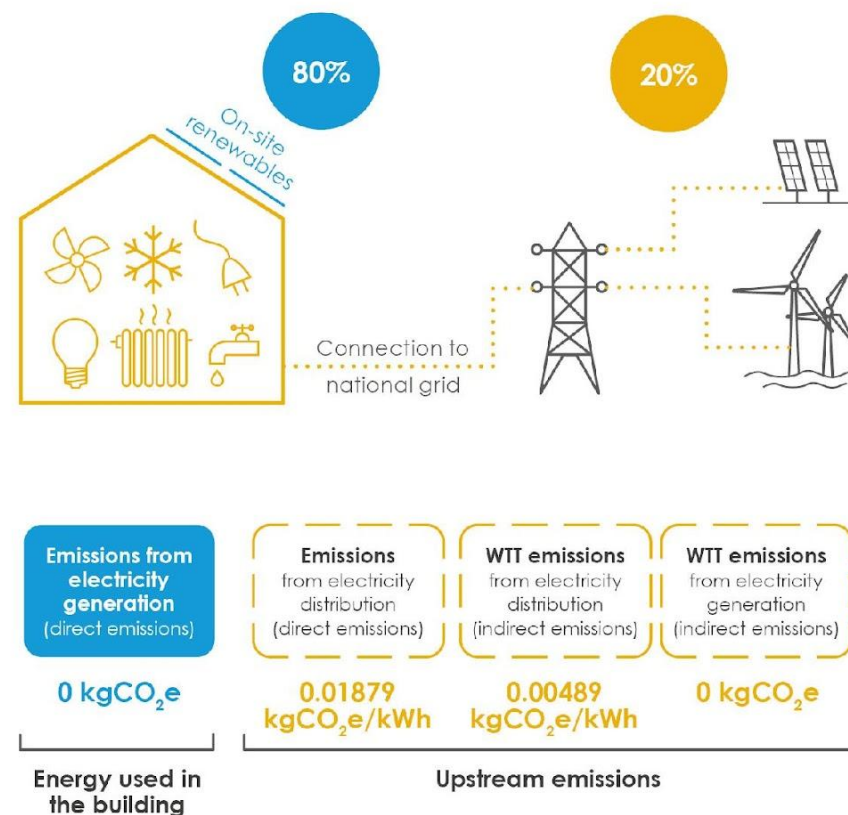 80%
20%
On-site
renewables
Connection to
national grid
Emissions from
electricity
generation
(direct emissions)
Emissions
from electricity
distribution
(direct emissions)
WTT emissions
from electricity
distribution
(indirect emissions)
WTT emissions
from electricity
generation
(indirect emissions)
0 kgCO₂e
0.01879
kgCO₂e/kWh
0.00489
kgCO₂e/kWh
0 kgCO₂e
Energy used in
the building
Upstream emissions